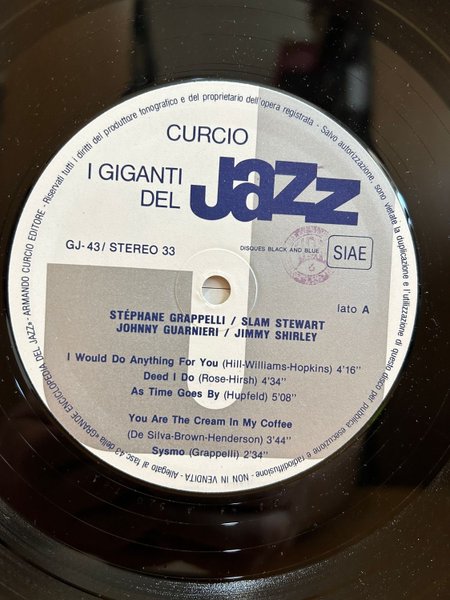 CURCIO
I GIGANTI
DEL
Jazz
GJ-43/ STEREO 33
DISQUES BLACK AND BLUE
SIAE
lato A
STÉPHANE GRAPPELLI / SLAM STEWART
JOHNNY GUARNIERI / JIMMY SHIRLEY
I Would Do Anything For You (Hill-Williams-Hopkins) 4'16''
Deed I Do (Rose-Hirsh) 4'34''
As Time Goes By (Hupfeld) 5'08''
You Are The Cream In My Coffee
(De Silva-Brown-Henderson) 3'44''
Sysmo (Grappelli) 2'34''
Allegato al fasc. 43 della «GRANDE ENCICLOPEDIA DEL JAZZ» - ARMANDO CURCIO EDITORE - Riservati tutti i diritti del produttore fonografico e del proprietario dell'opera registrata - Salvo autorizzazione, sono vietate la duplicazione e l'utilizzazione di questo disco per pubblica esecuzione e radiodiffusione - NON IN VENDITA -